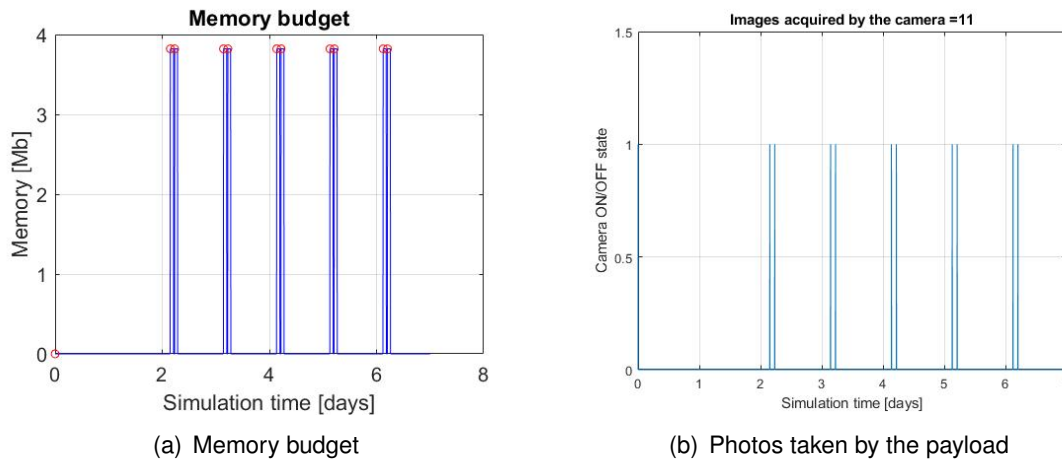 Memory budget
Memory [Mb]
4
3
2
1
0
0 2 4 6 8
Simulation time [days]
(a) Memory budget
Images acquired by the camera =11
Camera ON/OFF state
1.5
1
0.5
0
0 1 2 3 4 5 6
Simulation time [days]
(b) Photos taken by the payload